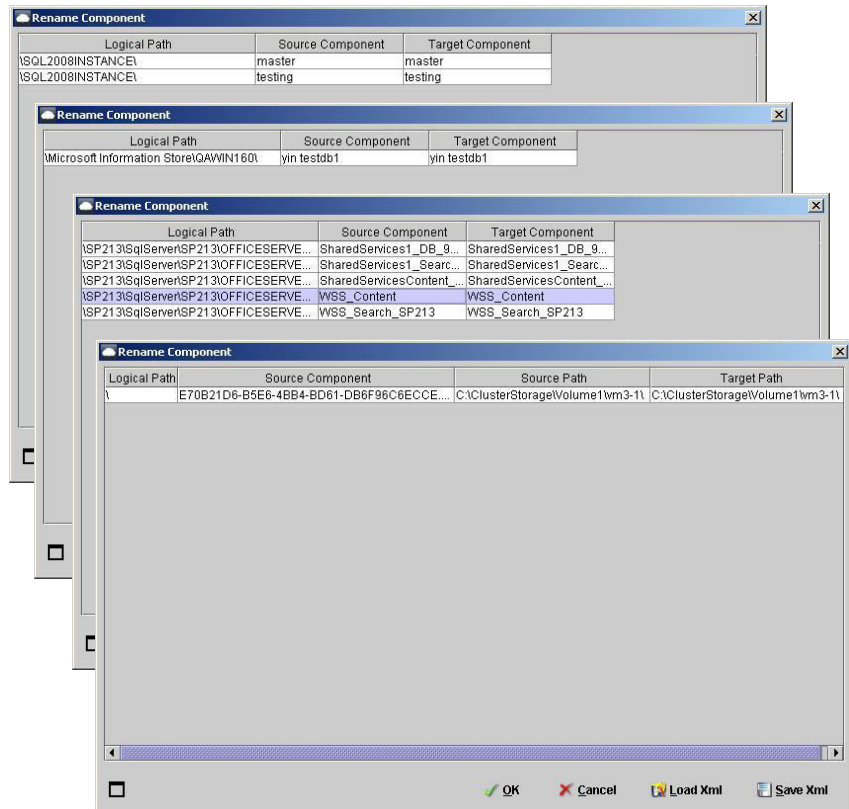 Rename Component
Logical Path Source Component Target Component
\SQL2008INSTANCE\ master master
\SQL2008INSTANCE\ testing testing
Rename Component
Logical Path Source Component Target Component
\Microsoft Information Store\QAWIN160\ yin testdb1 yin testdb1
Rename Component
Logical Path Source Component Target Component
\SP213\SqlServer\SP213\OFFICESERVE... SharedServices1_DB_9... SharedServices1_DB_9...
\SP213\SqlServer\SP213\OFFICESERVE... SharedServices1_Searc... SharedServices1_Searc...
\SP213\SqlServer\SP213\OFFICESERVE... SharedServicesContent_... SharedServicesContent_...
\SP213\SqlServer\SP213\OFFICESERVE... WSS_Content WSS_Content
\SP213\SqlServer\SP213\OFFICESERVE... WSS_Search_SP213 WSS_Search_SP213
Rename Component
Logical Path Source Component Source Path Target Path
\ E70B21D6-B5E6-4BB4-BD61-DB6F96C6ECCE.... C:\ClusterStorage\Volume1\vm3-1\ C:\ClusterStorage\Volume1\vm3-1\
OK Cancel Load Xml Save Xml